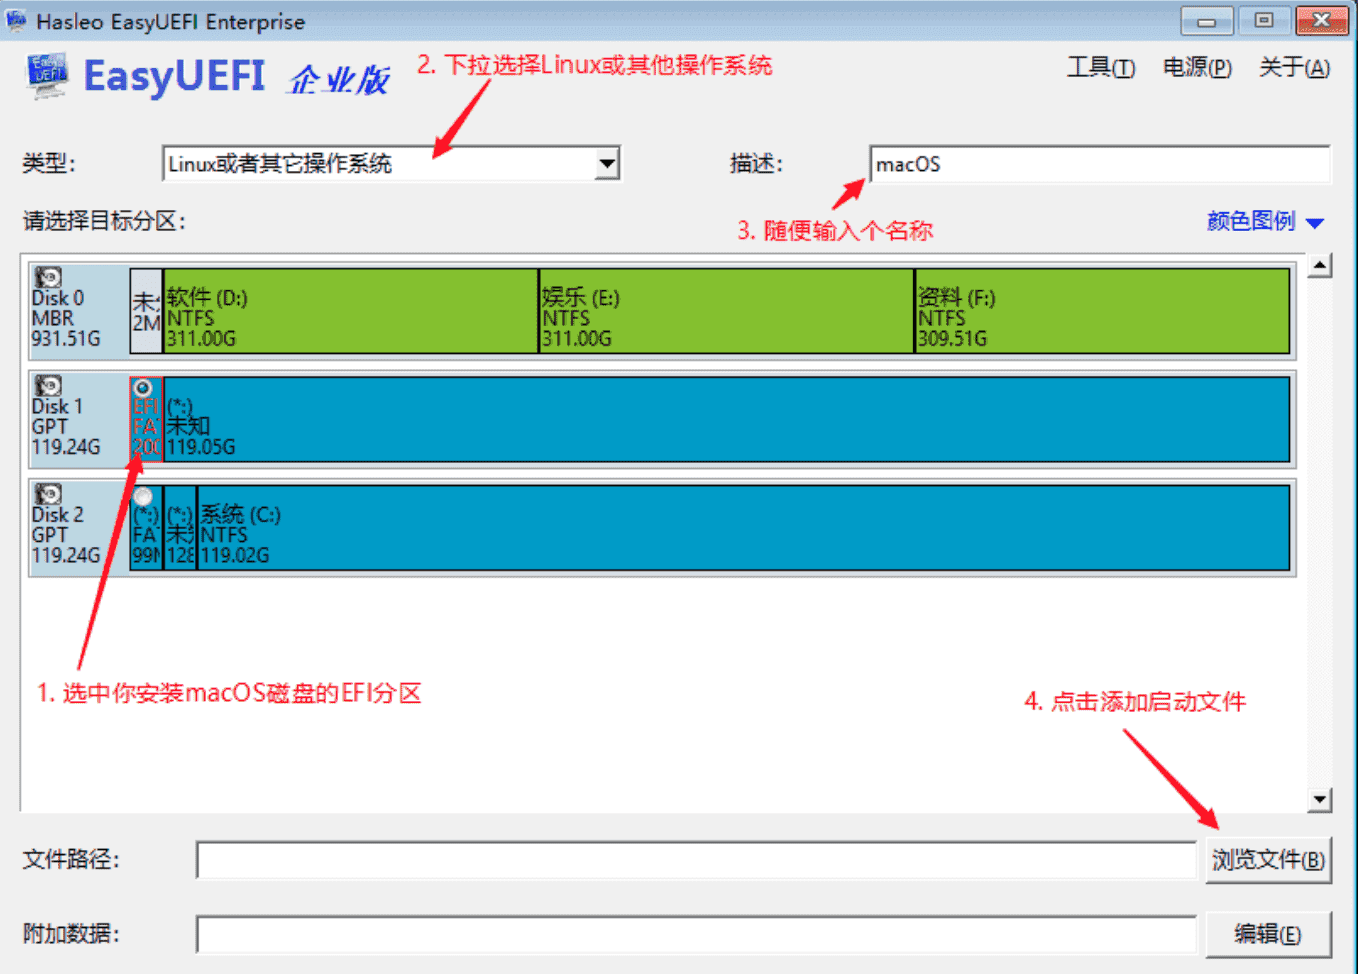 Hasleo EasyUEFI Enterprise
EasyUEFI 企业版
2. 下拉选择Linux或其他操作系统
工具(T) 电源(P) 关于(A)
类型: Linux或者其它操作系统
描述: macOS
请选择目标分区:
3. 随便输入个名称
颜色图例
Disk 0
MBR
931.51G
未
2M
软件 (D:)
NTFS
311.00G
娱乐 (E:)
NTFS
311.00G
资料 (F:)
NTFS
309.51G
Disk 1
GPT
119.24G
EFI
FA
200
(*:)
未知
119.05G
Disk 2
GPT
119.24G
(*:)
FA
99M
(*:)
未
128
系统 (C:)
NTFS
119.02G
1. 选中你安装macOS磁盘的EFI分区
4. 点击添加启动文件
文件路径:
浏览文件(B)
附加数据:
编辑(E)